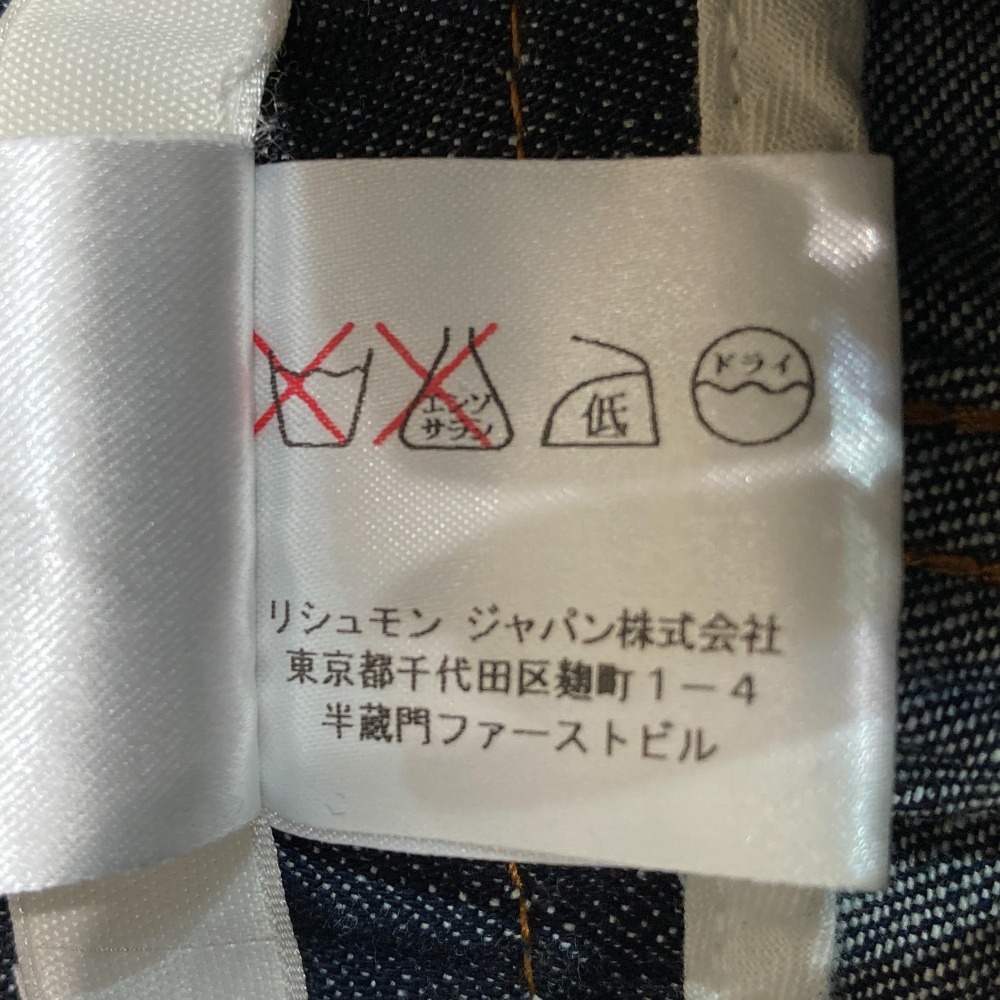 エンソ
サラシ
低
ドライ
リシュモン ジャパン株式会社
東京都千代田区麹町1-4
半蔵門ファーストビル